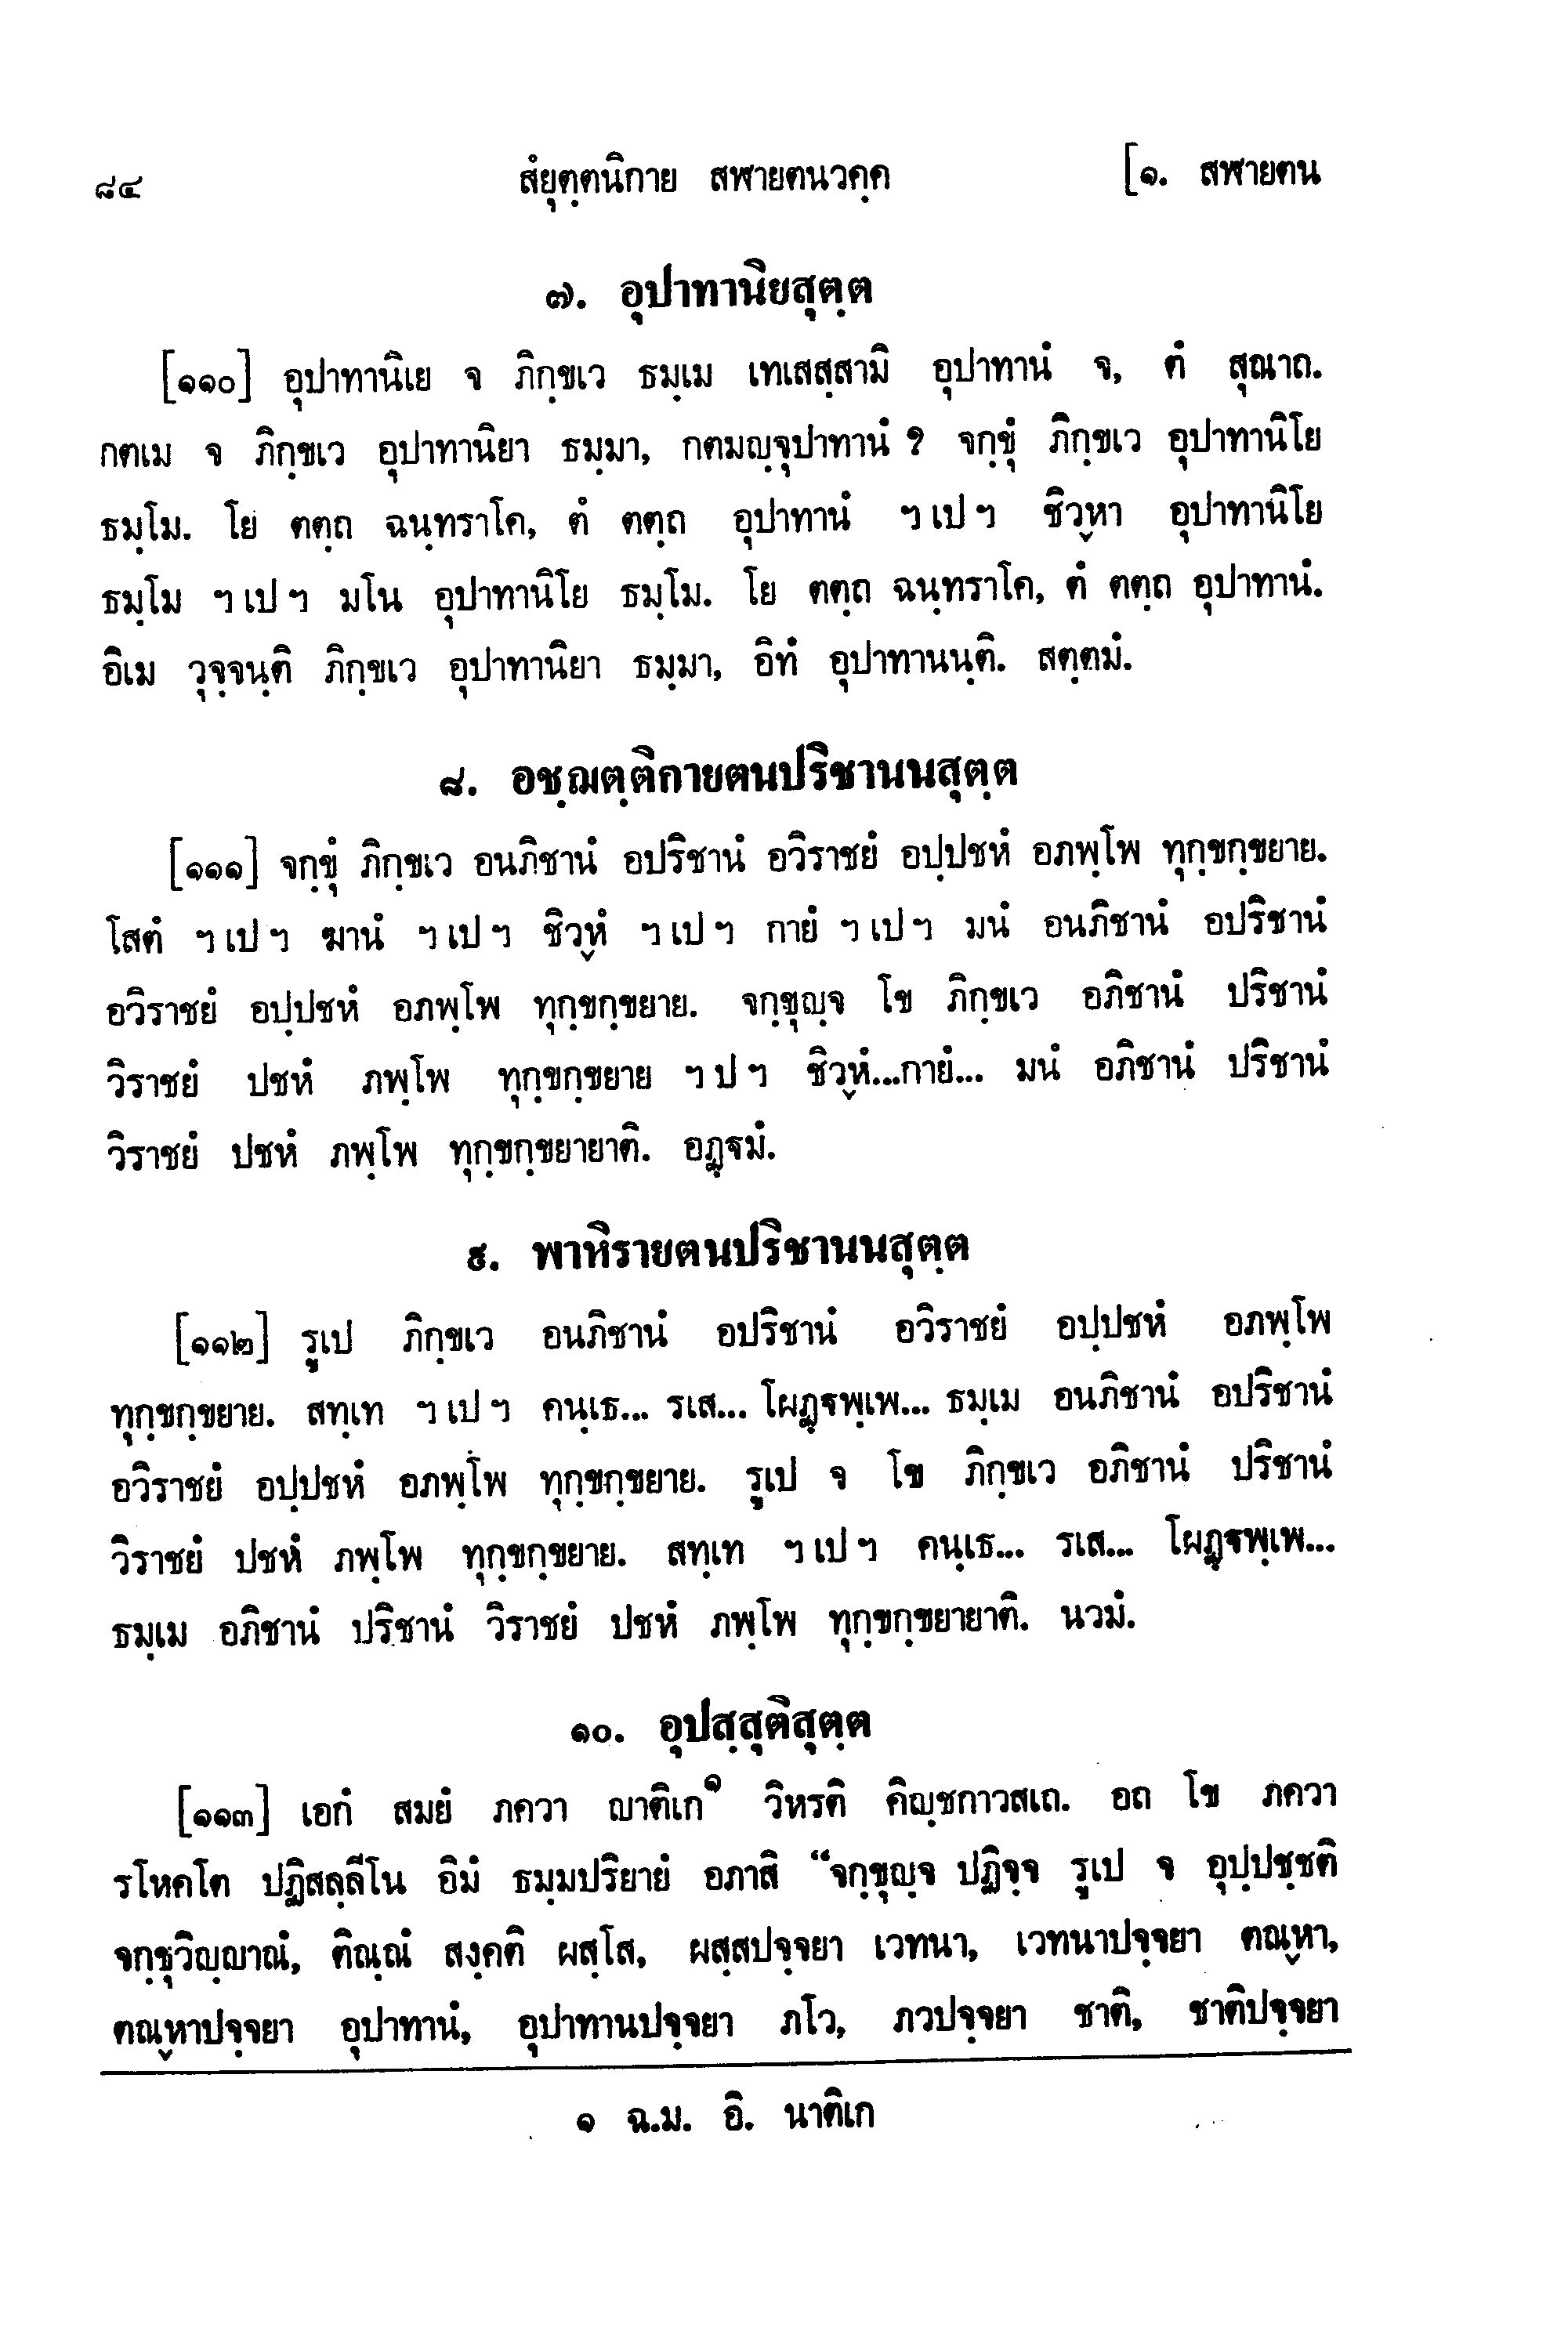 ๘๔ สํยุตฺตนิกาย สฬายตนวคฺค [๑. สฬายตน
๗. อุปาทานิยสุตฺต
[๑๑๐] อุปาทานิเย จ ภิกฺขเว ธมฺเม เทเสสฺสามิ อุปาทานํ จ, ตํ สุณาถ.
กตเม จ ภิกฺขเว อุปาทานิยา ธมฺมา, กตมญฺจุปาทานํ ? จกฺขุํ ภิกฺขเว อุปาทานิโย
ธมฺโม. โย ตตฺถ ฉนฺทราโค, ตํ ตตฺถ อุปาทานํ ฯ เป ฯ ชิวฺหา อุปาทานิโย
ธมฺโม ฯ เป ฯ มโน อุปาทานิโย ธมฺโม. โย ตตฺถ ฉนฺทราโค, ตํ ตตฺถ อุปาทานํ.
อิเม วุจฺจนฺติ ภิกฺขเว อุปาทานิยา ธมฺมา, อิทํ อุปาทานนฺติ. สตฺตมํ.
๘. อชฺฌตฺติกายตนปริชานนสุตฺต
[๑๑๑] จกฺขุํ ภิกฺขเว อนภิชานํ อปริชานํ อวิราชยํ อปฺปชหํ อภพฺโพ ทุกฺขกฺขยาย.
โสตํ ฯ เป ฯ ฆานํ ฯ เป ฯ ชิวฺหํ ฯ เป ฯ กายํ ฯ เป ฯ มนํ อนภิชานํ อปริชานํ
อวิราชยํ อปฺปชหํ อภพฺโพ ทุกฺขกฺขยาย. จกฺขุญฺจ โข ภิกฺขเว อภิชานํ ปริชานํ
วิราชยํ ปชหํ ภพฺโพ ทุกฺขกฺขยาย ฯ ป ฯ ชิวฺหํ...กายํ... มนํ อภิชานํ ปริชานํ
วิราชยํ ปชหํ ภพฺโพ ทุกฺขกฺขยายาติ. อฏฺฐมํ.
๙. พาหิรายตนปริชานนสุตฺต
[๑๑๒] รูเป ภิกฺขเว อนภิชานํ อปริชานํ อวิราชยํ อปฺปชหํ อภพฺโพ
ทุกฺขกฺขยาย. สทฺเท ฯ เป ฯ คนฺเธ... รเส... โผฏฺฐพฺเพ... ธมฺเม อนภิชานํ อปริชานํ
อวิราชยํ อปฺปชหํ อภพฺโพ ทุกฺขกฺขยาย. รูเป จ โข ภิกฺขเว อภิชานํ ปริชานํ
วิราชยํ ปชหํ ภพฺโพ ทุกฺขกฺขยาย. สทฺเท ฯ เป ฯ คนฺเธ... รเส... โผฏฺฐพฺเพ...
ธมฺเม อภิชานํ ปริชานํ วิราชยํ ปชหํ ภพฺโพ ทุกฺขกฺขยายาติ. นวมํ.
๑๐. อุปสฺสุติสุตฺต
[๑๑๓] เอกํ สมยํ ภควา ญาติเก๑ วิหรติ คิญฺชกาวสเถ. อถ โข ภควา
รโหคโต ปฏิสลฺลีโน อิมํ ธมฺมปริยายํ อภาสิ “จกฺขุญฺจ ปฏิจฺจ รูเป จ อุปฺปชฺชติ
จกฺขุวิญฺญาณํ, ติณฺณํ สงฺคติ ผสฺโส, ผสฺสปจฺจยา เวทนา, เวทนาปจฺจยา ตณฺหา,
ตณฺหาปจฺจยา อุปาทานํ, อุปาทานปจฺจยา ภโว, ภวปจฺจยา ชาติ, ชาติปจฺจยา
๑ ฉ.ม. อิ. นาติเก